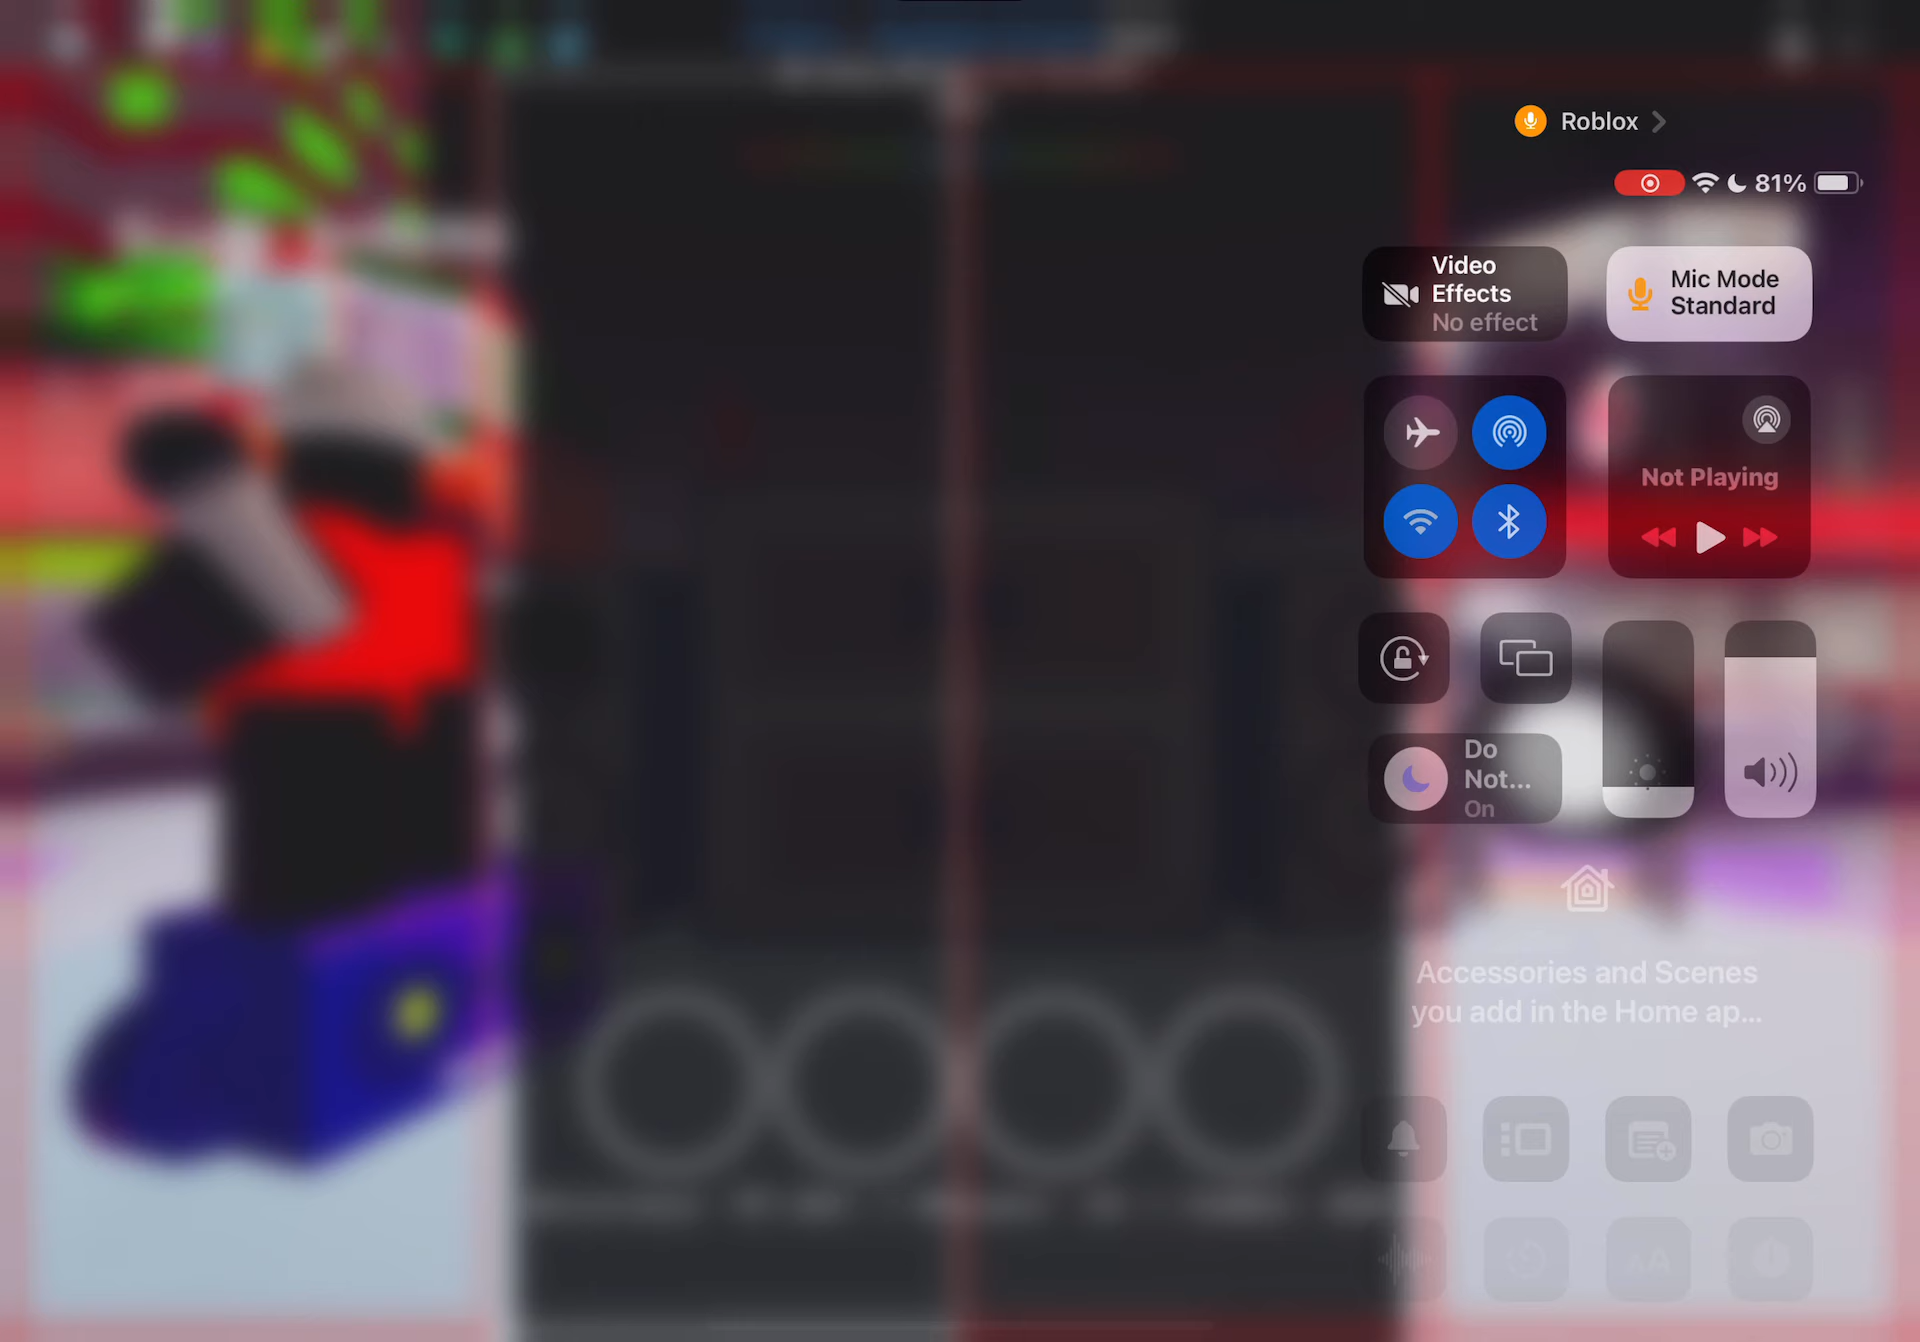 Roblox
81%
Video
Effects
No effect
Mic Mode
Standard
Not Playing
Do
Not...
On
Accessories and Scenes
you add in the Home ap...
AA